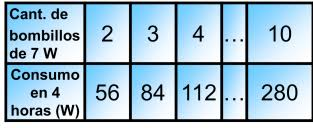 Cant. de
bombillos
de 7 W
2 3 4 ... 10
Consumo
en 4
horas (W)
56 84 112 ... 280